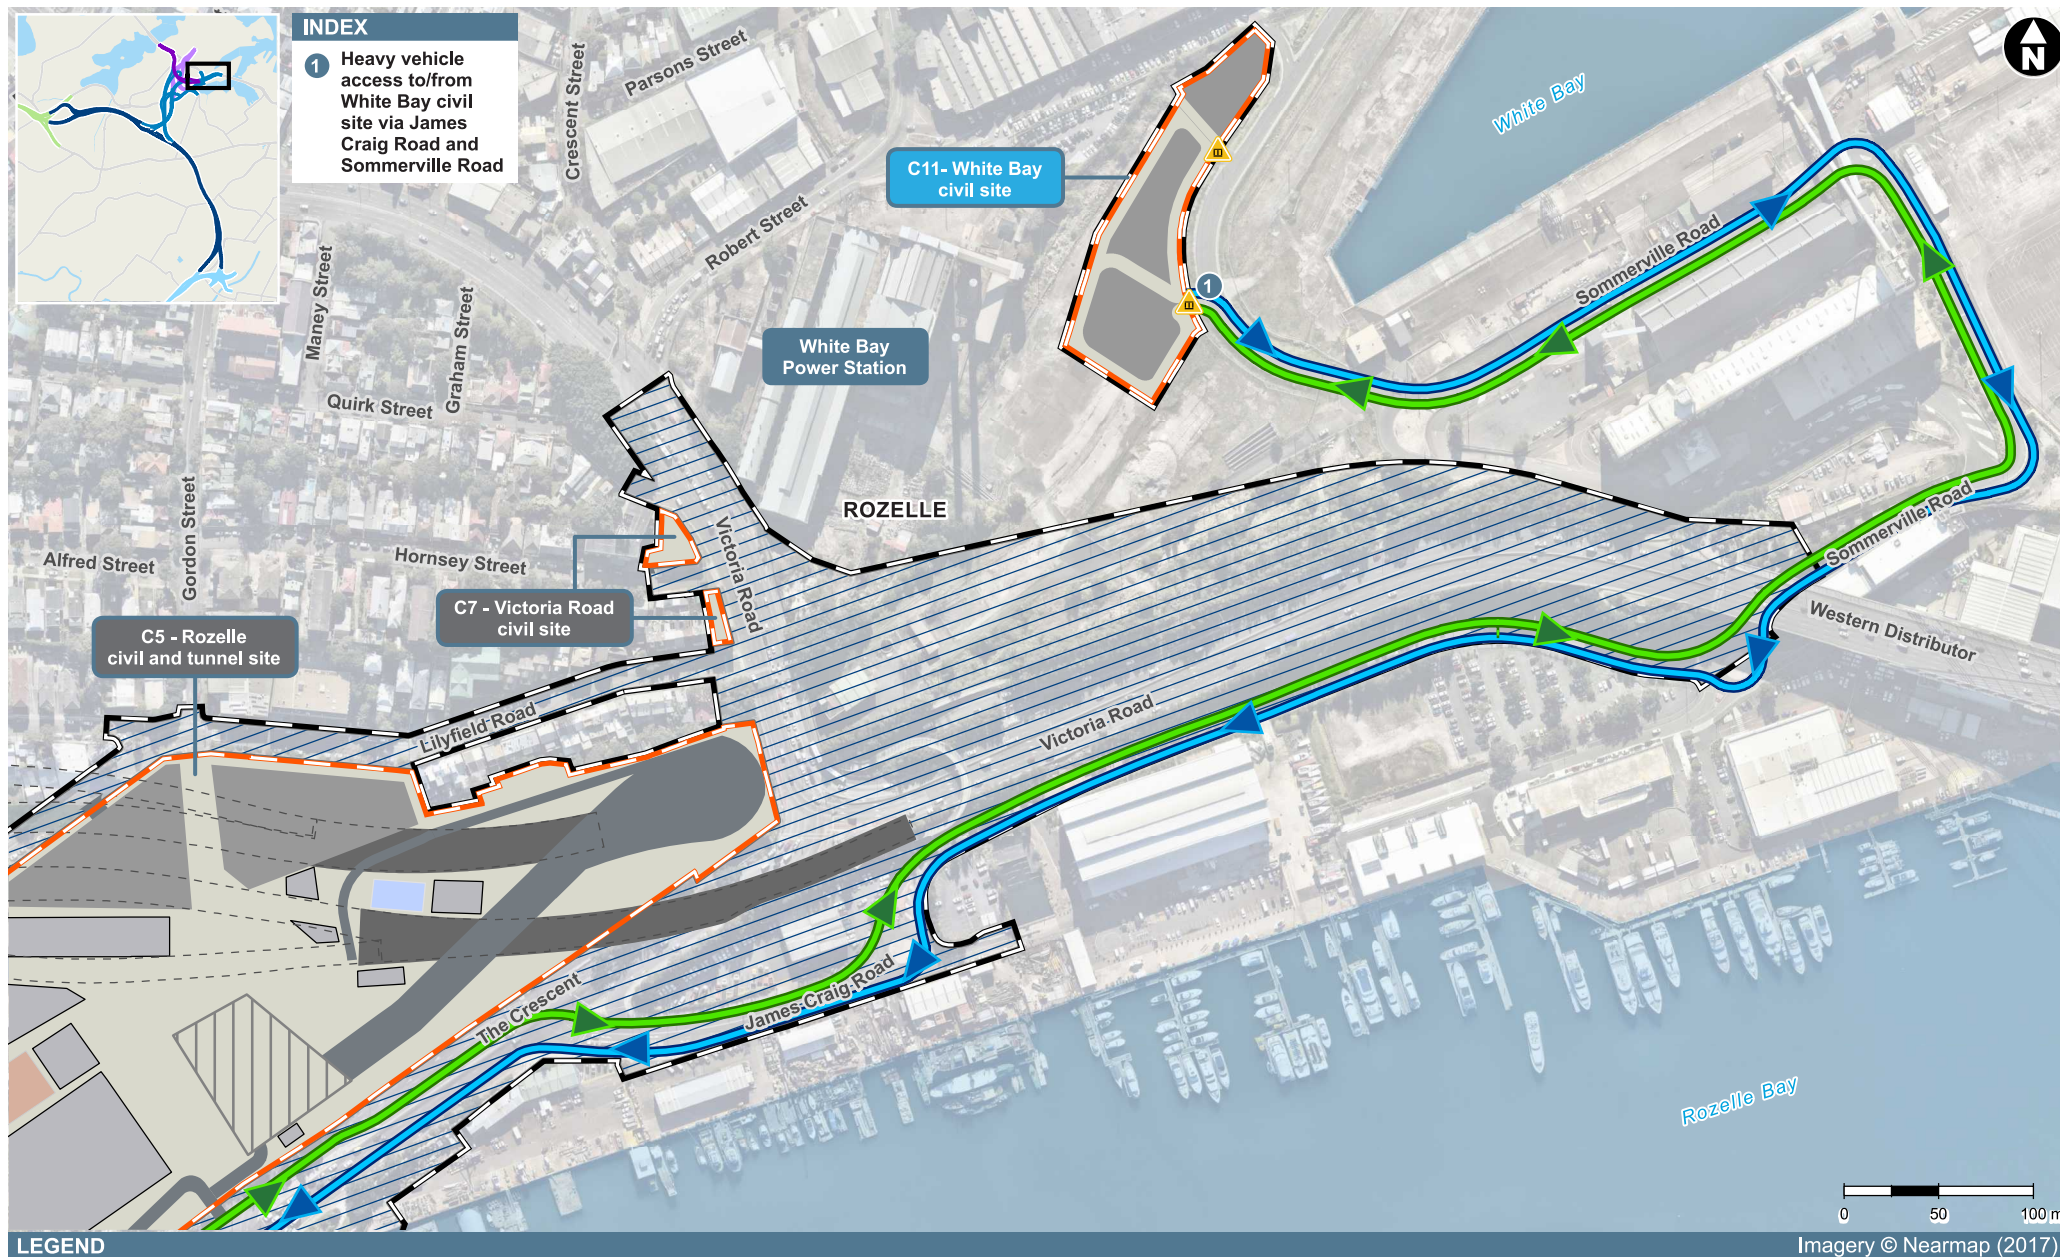 INDEX
1
Heavy vehicle
access to/from
White Bay civil
site via James
Craig Road and
Sommerville Road
N
Crescent Street
Parsons Street
White Bay
C11- White Bay
civil site
Robert Street
Sommerville Road
1
Maney Street
Graham Street
White Bay
Power Station
Quirk Street
Gordon Street
ROZELLE
Victoria Road
Sommerville Road
Alfred Street
Hornsey Street
C7 - Victoria Road
civil site
Western Distributor
C5 - Rozelle
civil and tunnel site
Lilyfield Road
Victoria Road
The Crescent
James Craig Road
Rozelle Bay
0 50 100 m
LEGEND
Imagery © Nearmap (2017)